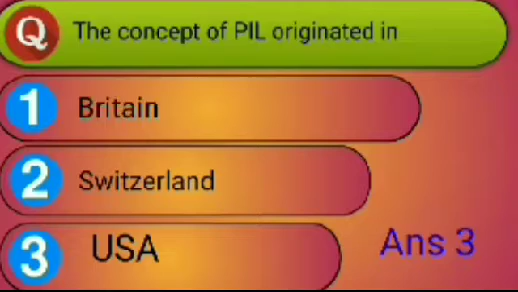 Q The concept of PIL originated in
1 Britain
2 Switzerland
3 USA Ans 3